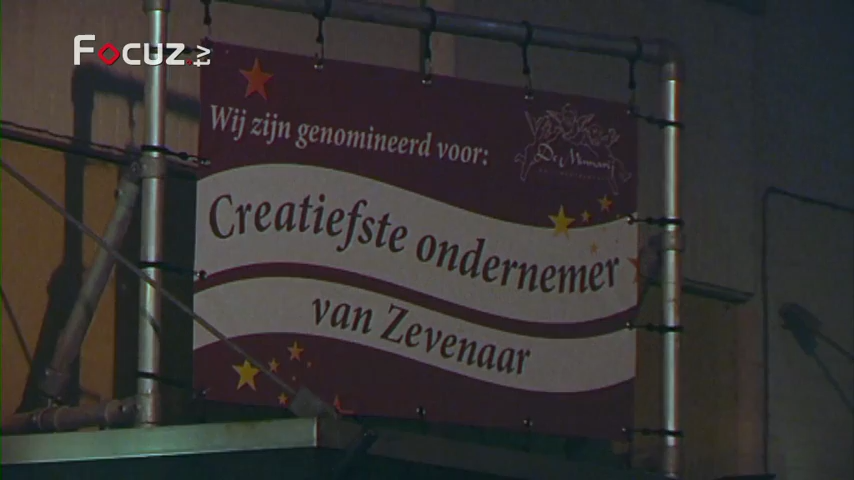 Focuz.tv
Wij zijn genomineerd voor:
Creatiefste ondernemer
van Zevenaar